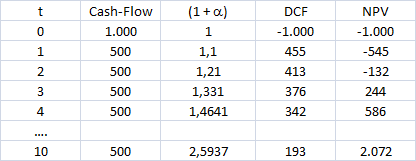 t Cash-Flow (1 + α) DCF NPV
0 1.000 1 -1.000 -1.000
1 500 1,1 455 -545
2 500 1,21 413 -132
3 500 1,331 376 244
4 500 1,4641 342 586
....
10 500 2,5937 193 2.072